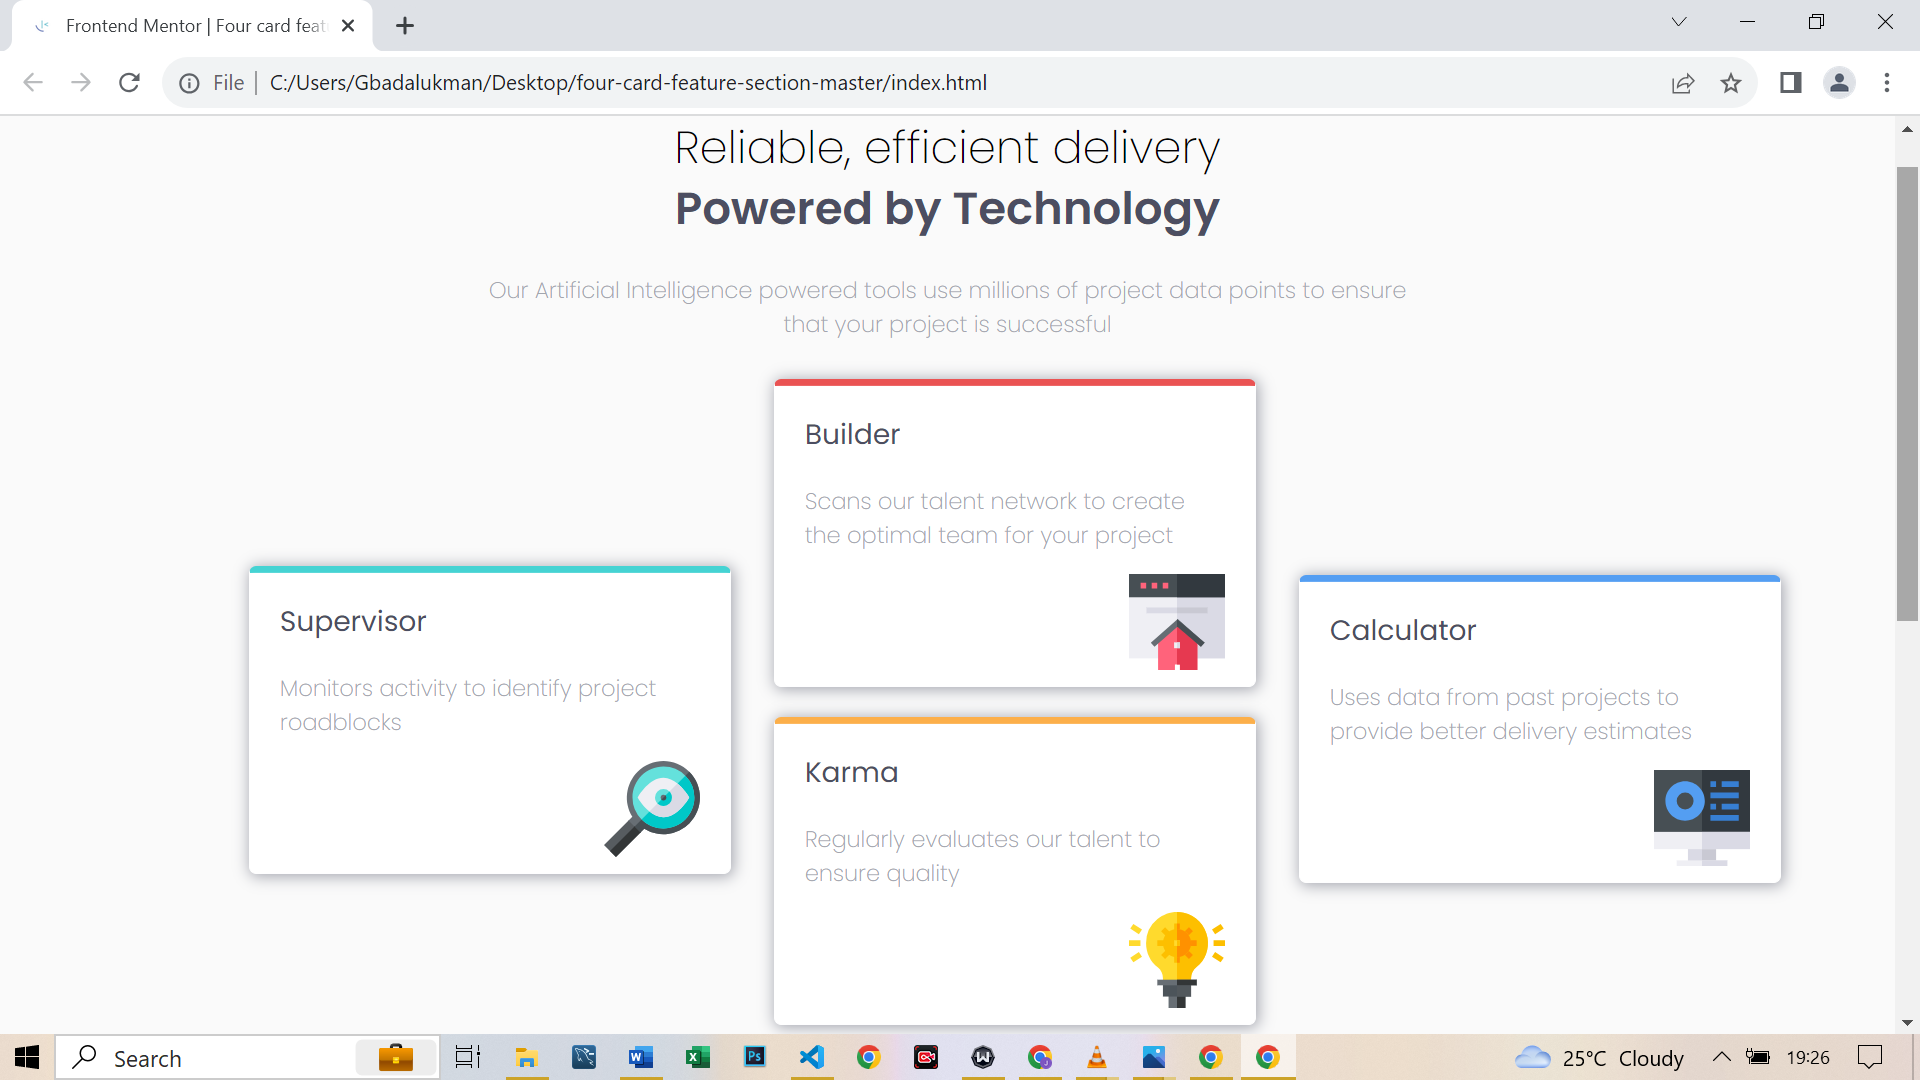 Frontend Mentor | Four card feat
File
C:/Users/Gbadalukman/Desktop/four-card-feature-section-master/index.html
Reliable, efficient delivery
Powered by Technology
Our Artificial Intelligence powered tools use millions of project data points to ensure
that your project is successful
Builder
Scans our talent network to create
the optimal team for your project
Supervisor
Monitors activity to identify project
roadblocks
Calculator
Uses data from past projects to
provide better delivery estimates
Karma
Regularly evaluates our talent to
ensure quality
Search
25°C Cloudy
19:26